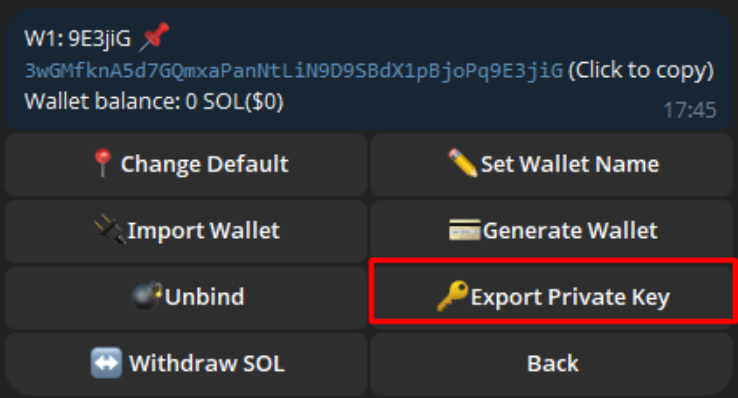 W1: 9E3jiG 📌
3wGMfknA5d7GQmxaPanNtLiN9D9SBdX1pBjoPq9E3jiG (Click to copy)
Wallet balance: 0 SOL($0)
17:45
📍 Change Default
✏️Set Wallet Name
🔌Import Wallet
💳Generate Wallet
💣Unbind
🔑Export Private Key
↔️ Withdraw SOL
Back